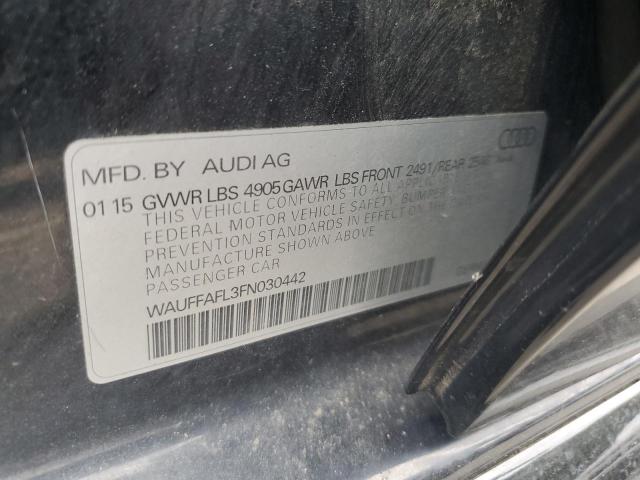 MFD. BY AUDI AG
01 15 GVWR LBS 4905 GAWR LBS FRONT 2491/REAR
THIS VEHICLE CONFORMS TO ALL
FEDERAL MOTOR VEHICLE SAFETY, BUMPER
PREVENTION STANDARDS IN EFFECT ON
MANUFACTURE SHOWN ABOVE
PASSENGER CAR
WAUFFAFL3FN030442